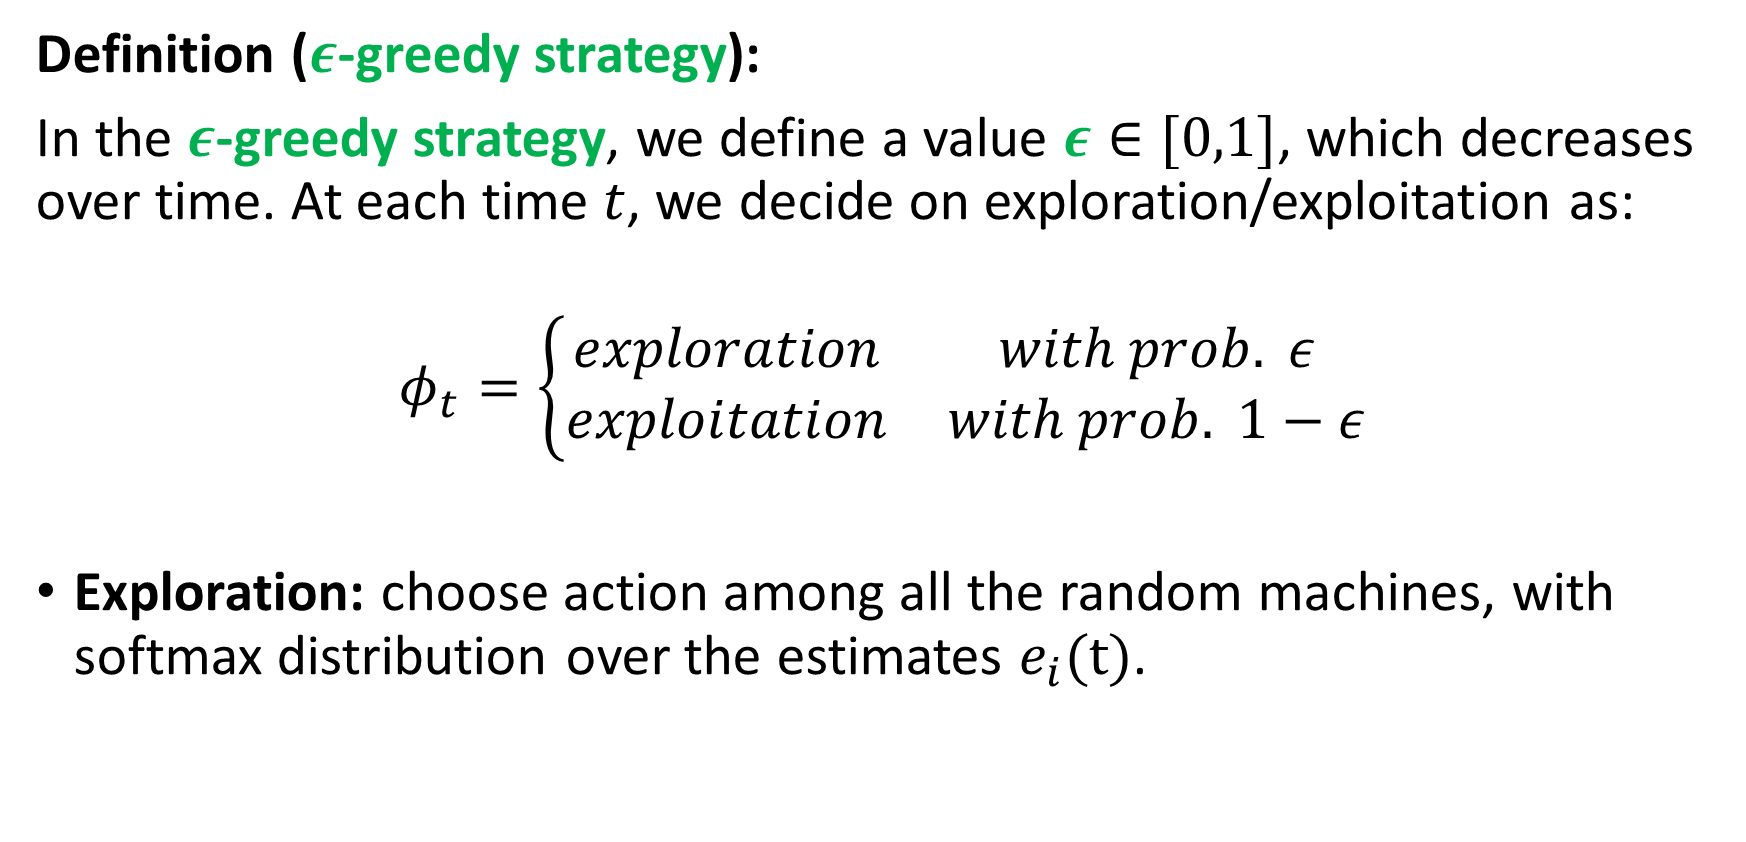 Definition (ϵ-greedy strategy):
In the ϵ-greedy strategy, we define a value ϵ ∈ [0,1], which decreases
over time. At each time t, we decide on exploration/exploitation as:
ϕₜ = { exploration with prob. ϵ
exploitation with prob. 1 − ϵ
• Exploration: choose action among all the random machines, with
softmax distribution over the estimates eᵢ(t).